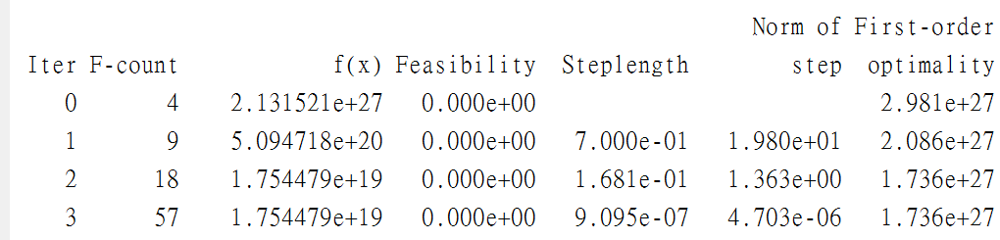 Norm of First-order
Iter F-count f(x) Feasibility Steplength step optimality
0 4 2.131521e+27 0.000e+00 2.981e+27
1 9 5.094718e+20 0.000e+00 7.000e-01 1.980e+01 2.086e+27
2 18 1.754479e+19 0.000e+00 1.681e-01 1.363e+00 1.736e+27
3 57 1.754479e+19 0.000e+00 9.095e-07 4.703e-06 1.736e+27